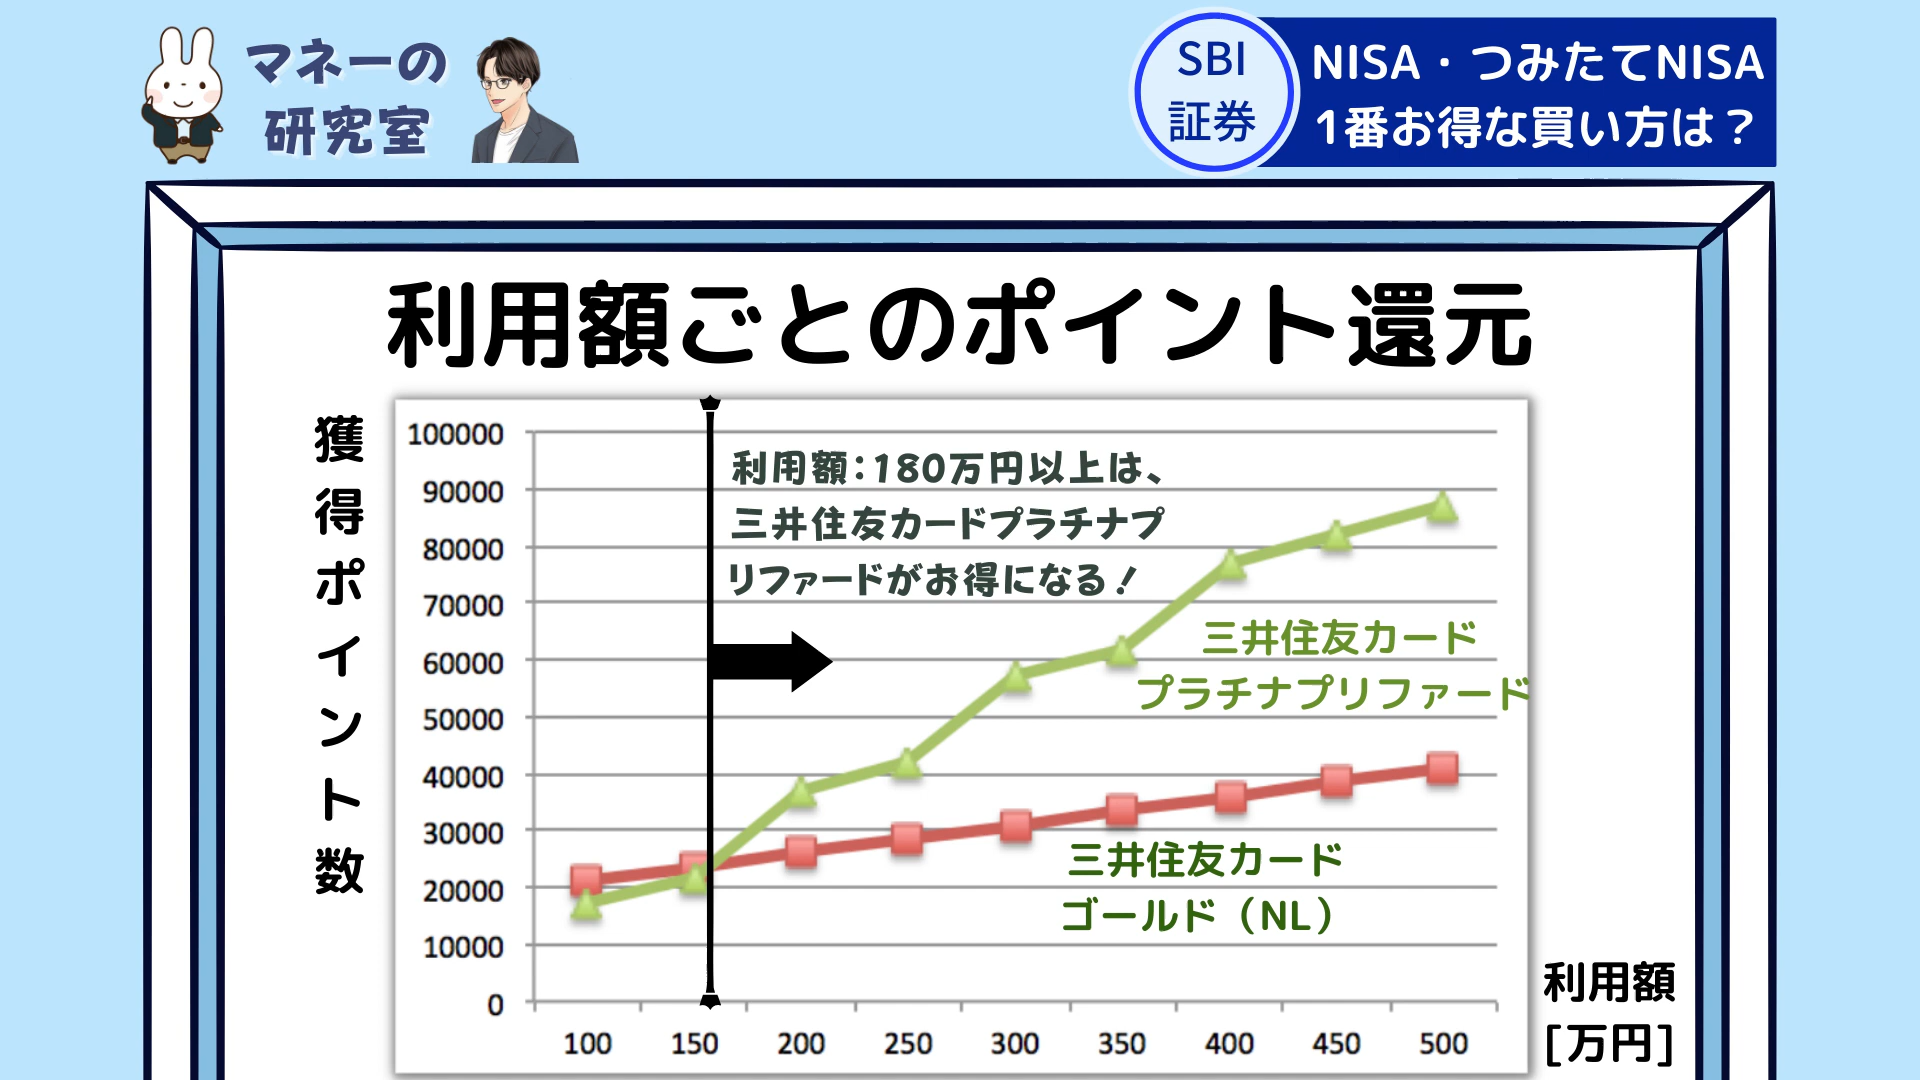 マネーの
研究室
SBI
証券
NISA・つみたてNISA
1番お得な買い方は？
利用額ごとのポイント還元
獲得ポイント数
100000
90000
80000
70000
60000
50000
40000
30000
20000
10000
0
利用額：180万円以上は、
三井住友カードプラチナプ
リファードがお得になる！
三井住友カード
プラチナプリファード
三井住友カード
ゴールド（NL）
100 150 200 250 300 350 400 450 500
利用額
[万円]